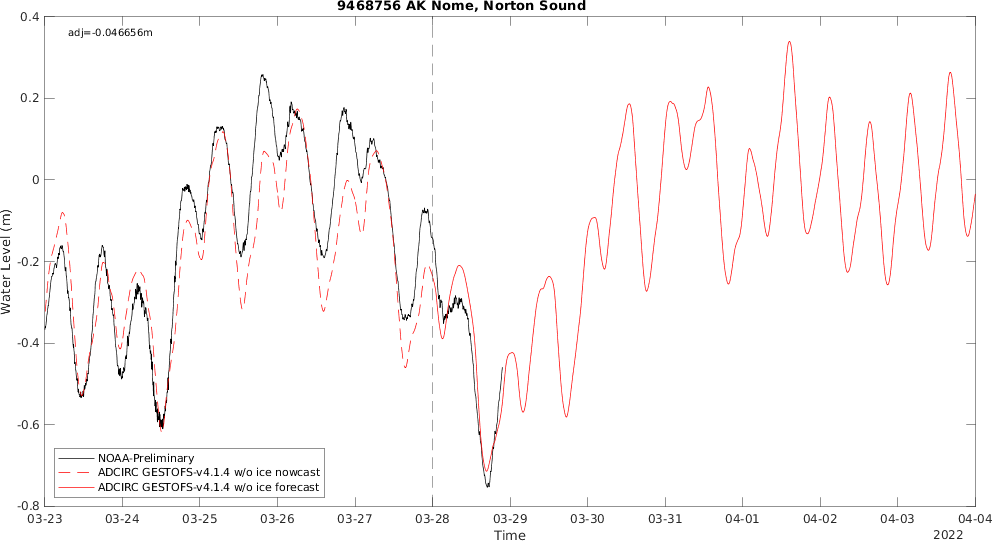 9468756 AK Nome, Norton Sound
adj=-0.046656m
0.4
0.2
0
-0.2
-0.4
-0.6
-0.8
Water Level (m)
NOAA-Preliminary
ADCIRC GESTOFS-v4.1.4 w/o ice nowcast
ADCIRC GESTOFS-v4.1.4 w/o ice forecast
03-23 03-24 03-25 03-26 03-27 03-28 03-29 03-30 03-31 04-01 04-02 04-03 04-04
Time
2022